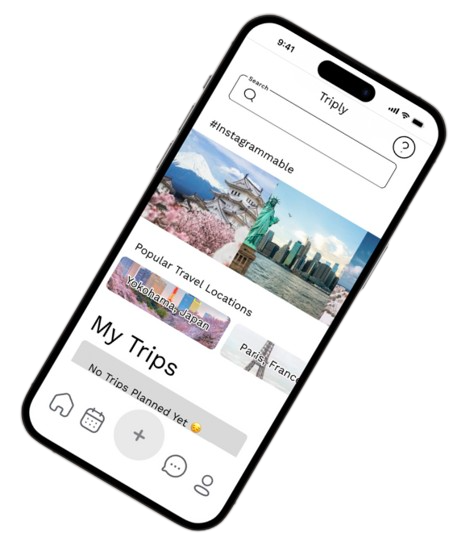 9:41
Triply
Search
#Instagrammable
Popular Travel Locations
Yokohama, Japan
Paris, Franc
My Trips
No Trips Planned Yet 😔